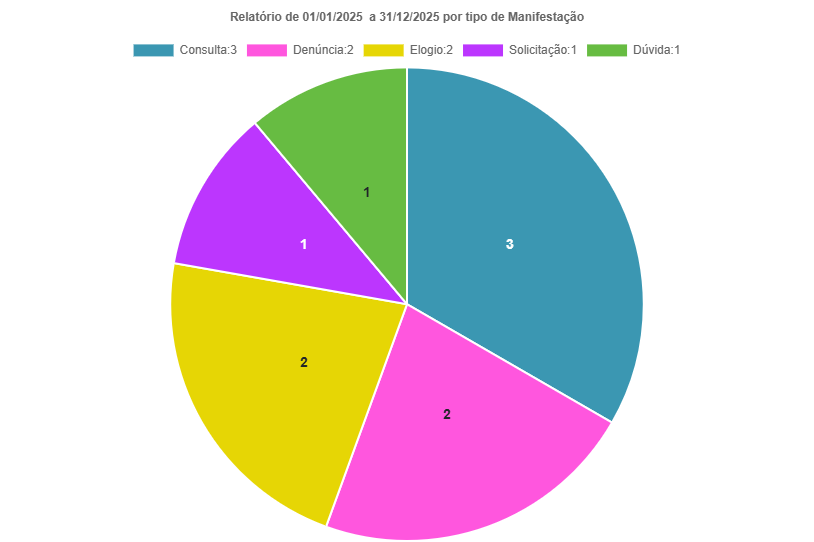 Relatório de 01/01/2025  a 31/12/2025 por tipo de Manifestação
Consulta:3 Denúncia:2 Elogio:2 Solicitação:1 Dúvida:1
1
1
3
2
2